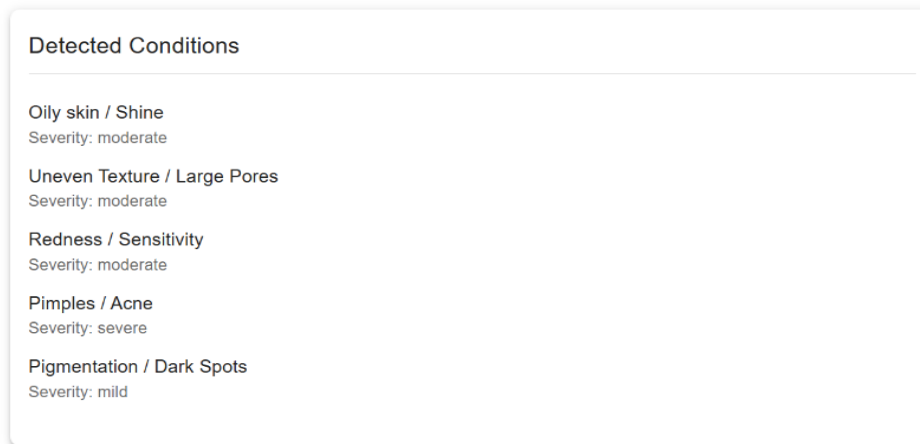 Detected Conditions
Oily skin / Shine
Severity: moderate
Uneven Texture / Large Pores
Severity: moderate
Redness / Sensitivity
Severity: moderate
Pimples / Acne
Severity: severe
Pigmentation / Dark Spots
Severity: mild